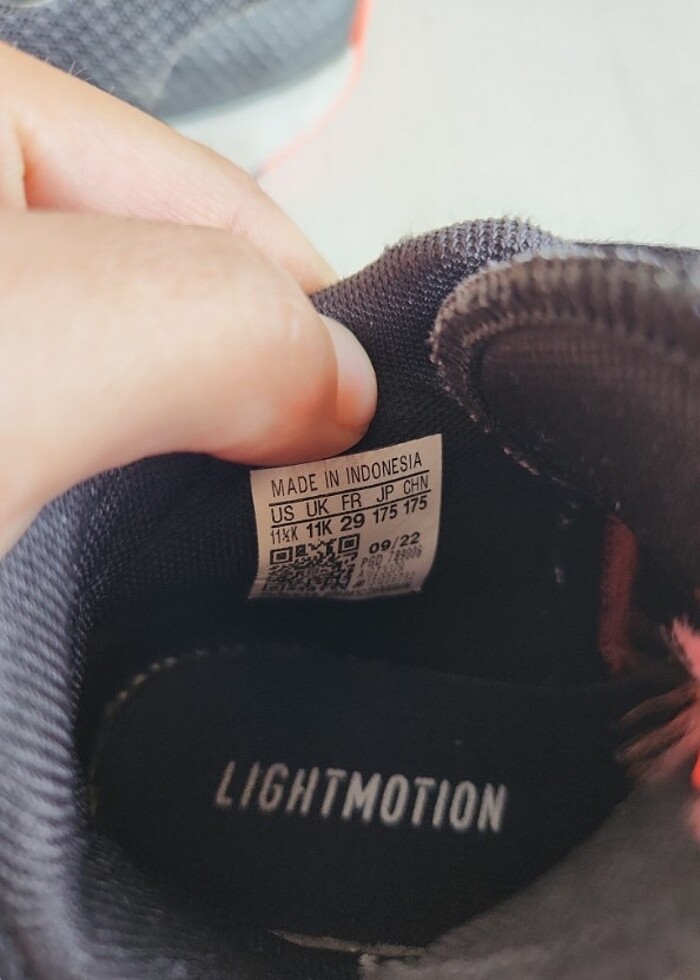 MADE IN INDONESIA
US UK FR JP CHN
11½K 11K 29 175 175
09/22
LIGHTMOTION